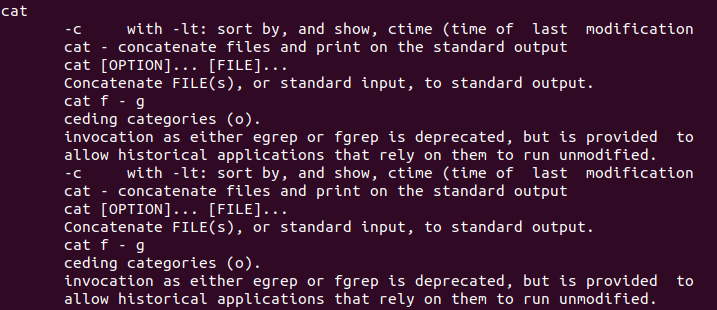 cat
-c     with -lt: sort by, and show, ctime (time of  last  modification
cat - concatenate files and print on the standard output
cat [OPTION]... [FILE]...
Concatenate FILE(s), or standard input, to standard output.
cat f - g
ceding categories (o).
invocation as either egrep or fgrep is deprecated, but is provided  to
allow historical applications that rely on them to run unmodified.
-c     with -lt: sort by, and show, ctime (time of  last  modification
cat - concatenate files and print on the standard output
cat [OPTION]... [FILE]...
Concatenate FILE(s), or standard input, to standard output.
cat f - g
ceding categories (o).
invocation as either egrep or fgrep is deprecated, but is provided  to
allow historical applications that rely on them to run unmodified.